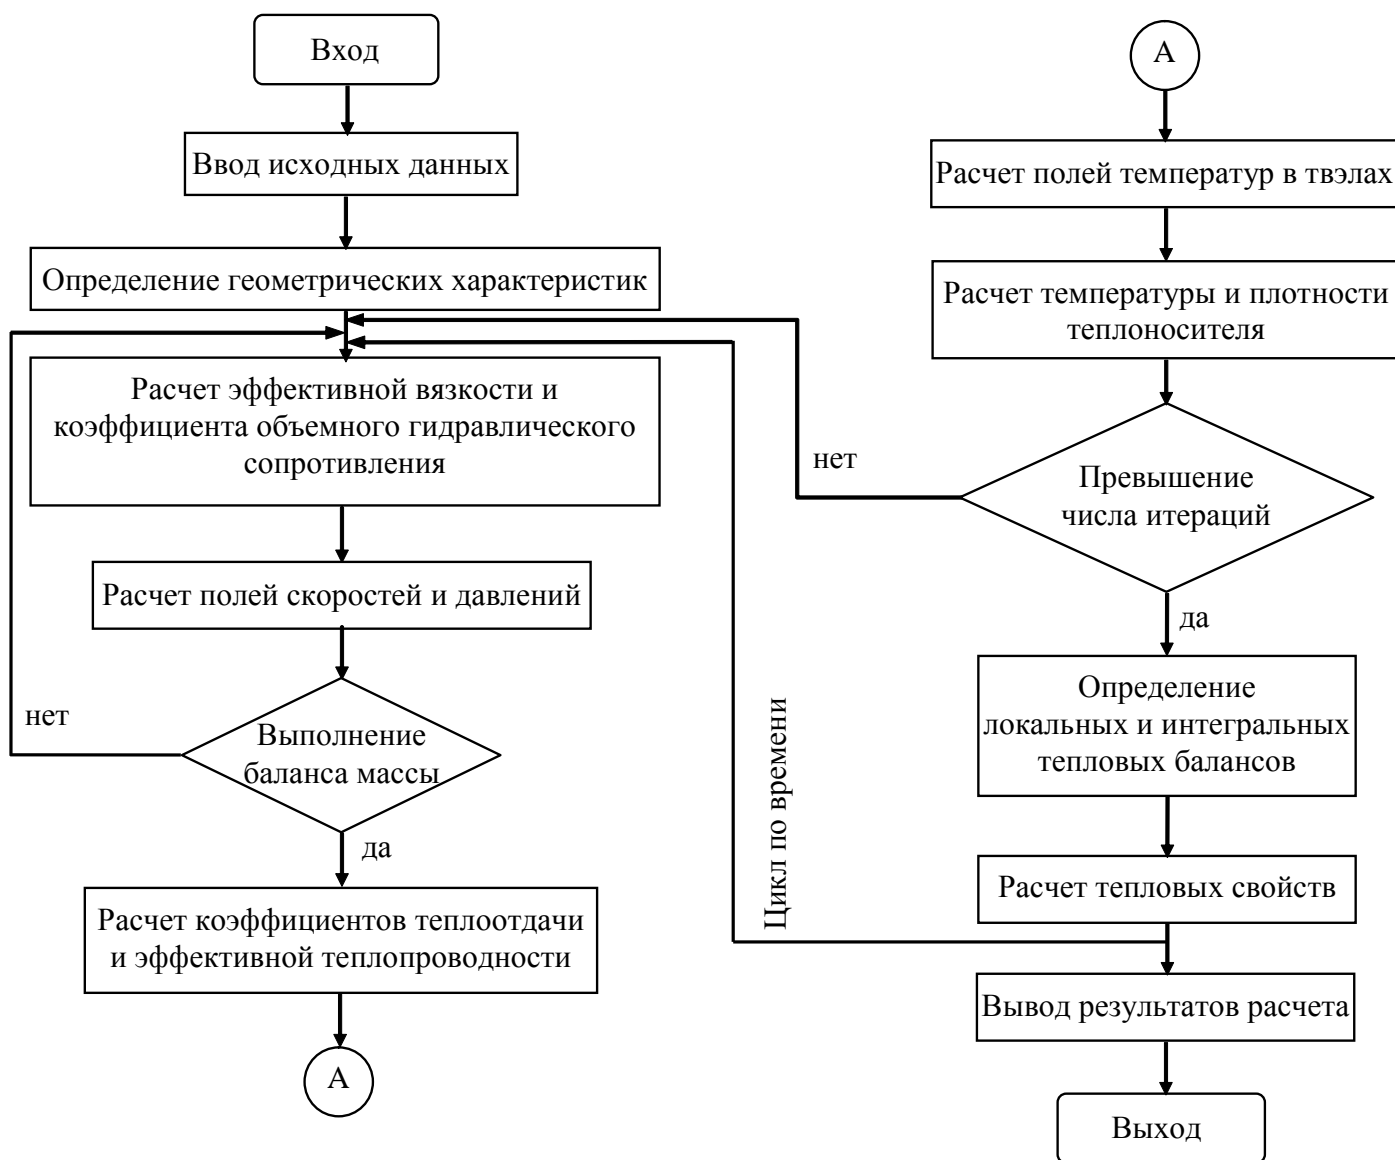 Вход
Ввод исходных данных
Определение геометрических характеристик
Расчет эффективной вязкости и
коэффициента объемного гидравлического
сопротивления
Расчет полей скоростей и давлений
нет
Выполнение
баланса массы
да
Расчет коэффициентов теплоотдачи
и эффективной теплопроводности
А
А
Расчет полей температур в твэлах
Расчет температуры и плотности
теплоносителя
нет
Превышение
числа итераций
да
Определение
локальных и интегральных
тепловых балансов
Цикл по времени
Расчет тепловых свойств
Вывод результатов расчета
Выход